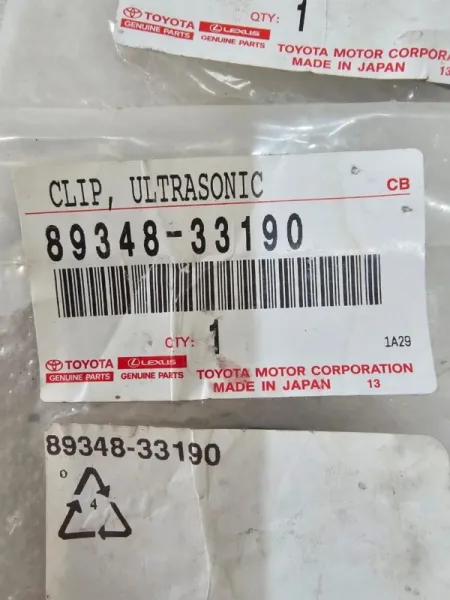 TOYOTA LEXUS QTY: 1
GENUINE PARTS GENUINE PARTS
TOYOTA MOTOR CORPORA
MADE IN JAPAN 13
CLIP, ULTRASONIC CB
89348-33190
QTY: 1 1A29
TOYOTA LEXUS TOYOTA MOTOR CORPORATION
GENUINE PARTS GENUINE PARTS MADE IN JAPAN 13
89348-33190
O
4